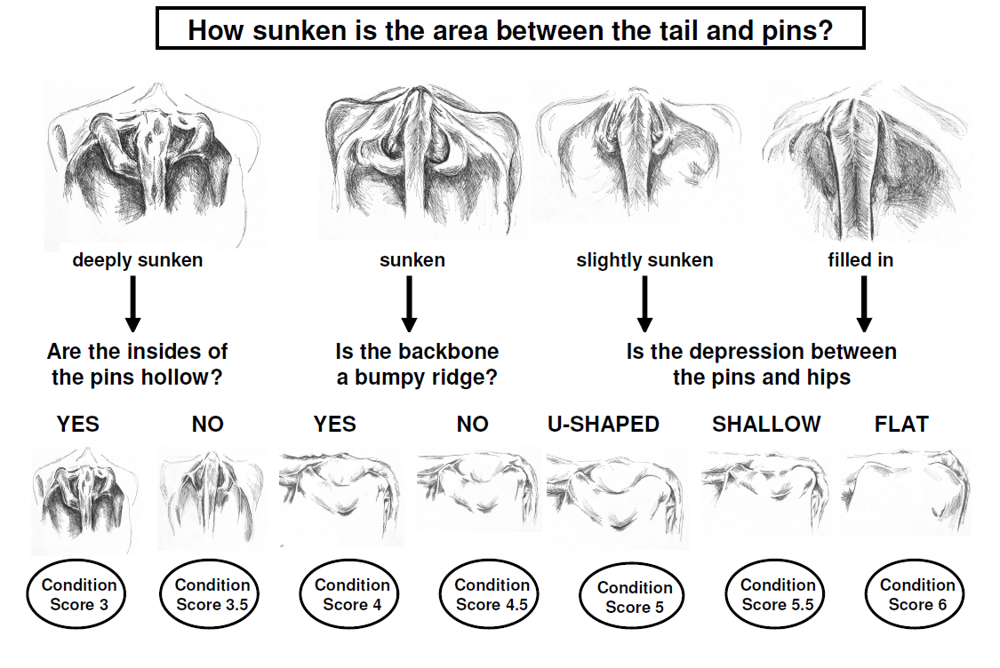 How sunken is the area between the tail and pins?
deeply sunken
sunken
slightly sunken
filled in
Are the insides of
the pins hollow?
Is the backbone
a bumpy ridge?
Is the depression between
the pins and hips
YES
NO
YES
NO
U-SHAPED
SHALLOW
FLAT
Condition
Score 3
Condition
Score 3.5
Condition
Score 4
Condition
Score 4.5
Condition
Score 5
Condition
Score 5.5
Condition
Score 6